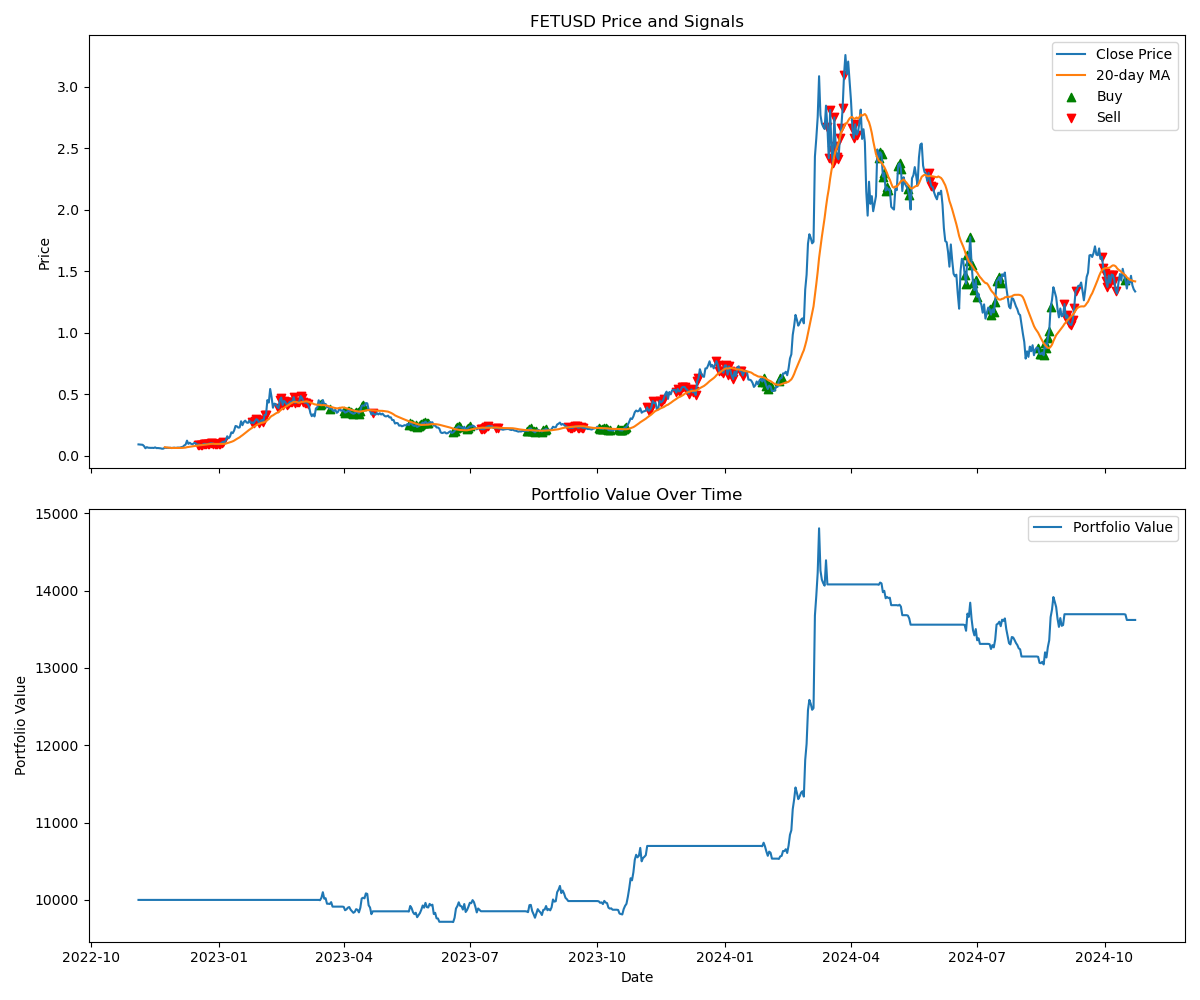 FETUSD Price and Signals
Close Price
20-day MA
Buy
Sell
3.0
2.5
2.0
1.5
1.0
0.5
0.0
Price
Portfolio Value Over Time
Portfolio Value
15000
14000
13000
12000
11000
10000
Portfolio Value
2022-10
2023-01
2023-04
2023-07
2023-10
2024-01
2024-04
2024-07
2024-10
Date